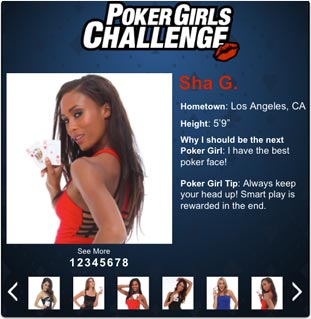 POKER GIRLS
CHALLENGE
Sha G.
Hometown: Los Angeles, CA
Height: 5'9"
Why I should be the next
Poker Girl: I have the best
poker face!
Poker Girl Tip: Always keep
your head up! Smart play is
rewarded in the end.
See More
12345678